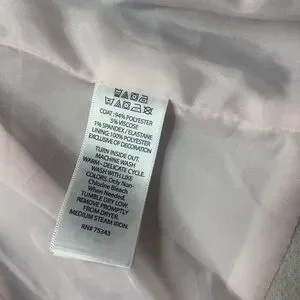 COAT: 94% POLYESTER
5% VISCOSE
1% SPANDEX / ELASTANE
LINING: 100% POLYESTER
EXCLUSIVE OF DECORATION
TURN INSIDE OUT.
MACHINE WASH
WARM- DELICATE CYCLE.
WASH WITH LIKE
COLORS. Only Non-
Chlorine Bleach
When Needed.
TUMBLE DRY LOW.
REMOVE PROMPTLY
FROM DRYER.
MEDIUM STEAM IRON.
RN# 75345